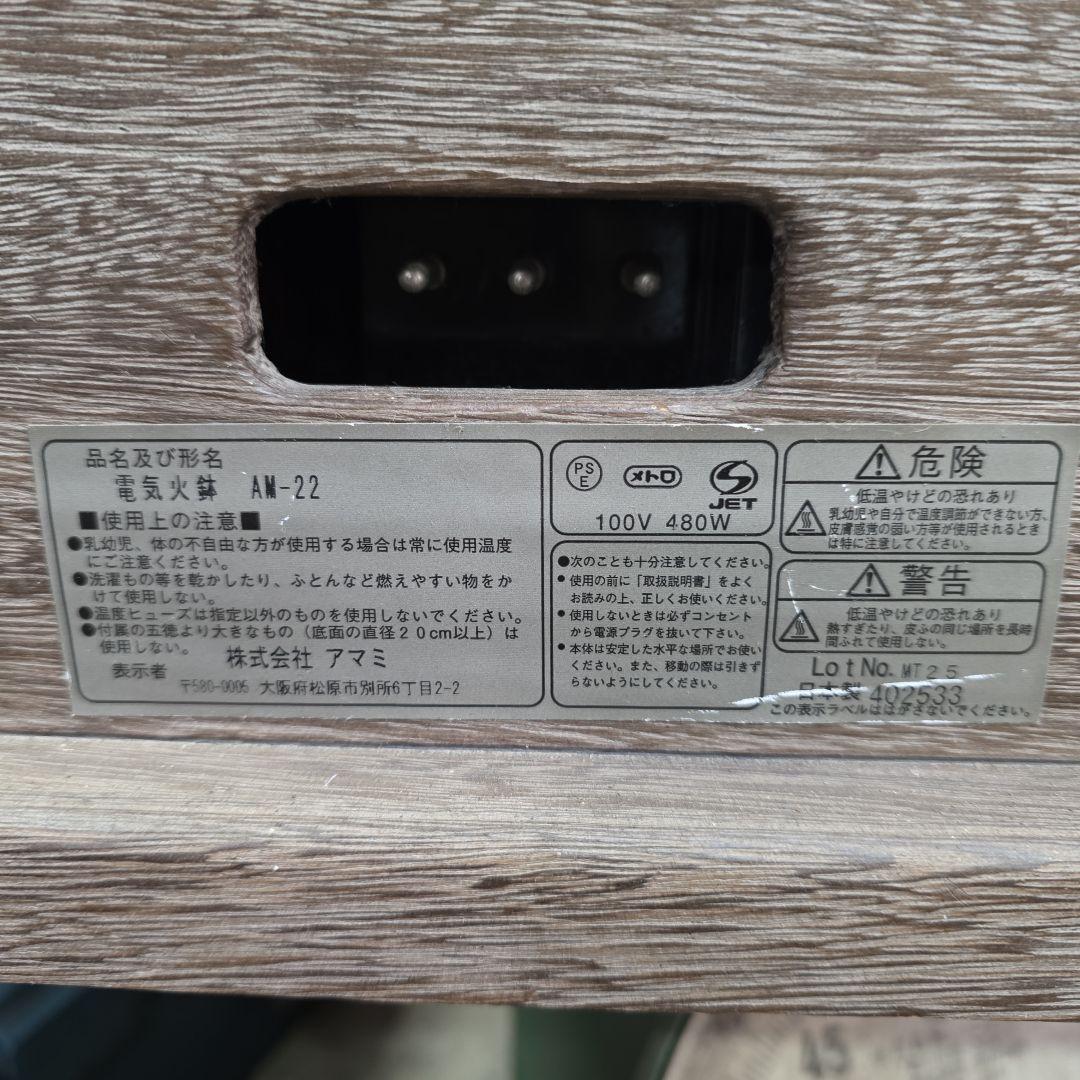 品名及び形名
電気火鉢 AM-22
■使用上の注意■
●乳幼児、体の不自由な方が使用する場合は常に使用温度
にご注意ください。
●洗濯もの等を乾かしたり、ふとんなど燃えやすい物をか
けて使用しない。
●温度ヒューズは指定以外のものを使用しないでください。
●付属の五徳より大きなもの（底面の直径２０cm以上）は
使用しない。
株式会社 アマミ
表示者
〒580-0005 大阪府松原市別所6丁目2-2
PS
E
メトロ
JET
100V 480W
●次のことも十分注意してください。
●使用の前に「取扱説明書」をよく
お読みの上、正しくお使いください。
●使用しないときは必ずコンセント
から電源プラグを抜いて下さい。
●本体は安定した水平な場所でお使い
ください。また、移動の際は引きず
らないようにしてください。
危険
低温やけどの恐れあり
乳幼児や自分で温度調節ができない方、
皮膚感覚の弱い方等が使用されるとき
は特に注意してください。
警告
低温やけどの恐れあり
熱すぎたり、皮ふの同じ場所を長時
間ふれて使用しない。
Lot No. MT25
日本製 402533
この表示ラベルははがさないでください。
45